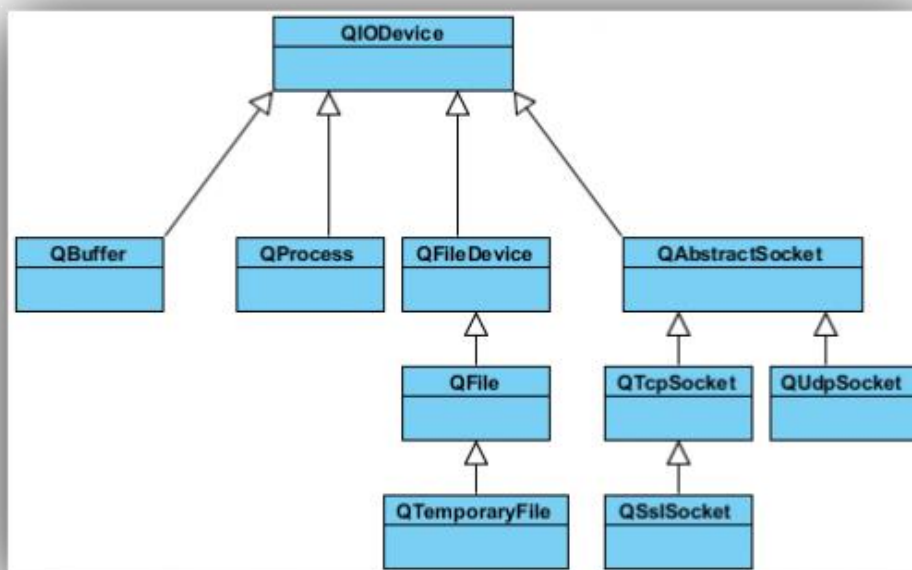 QIODevice
QBuffer
QProcess
QFileDevice
QAbstractSocket
QFile
QTcpSocket
QUdpSocket
QTemporaryFile
QSslSocket